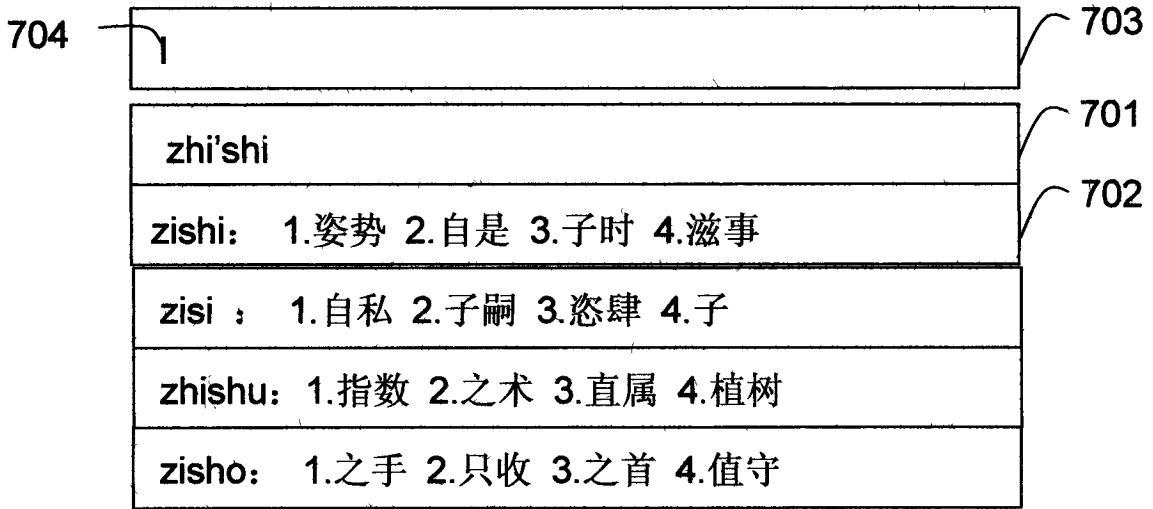 704
703
701
zhi'shi
702
zishi: 1.姿势 2.自是 3.子时 4.滋事
zisi : 1.自私 2.子嗣 3.恣肆 4.子
zhishu: 1.指数 2.之术 3.直属 4.植树
zisho: 1.之手 2.只收 3.之首 4.值守